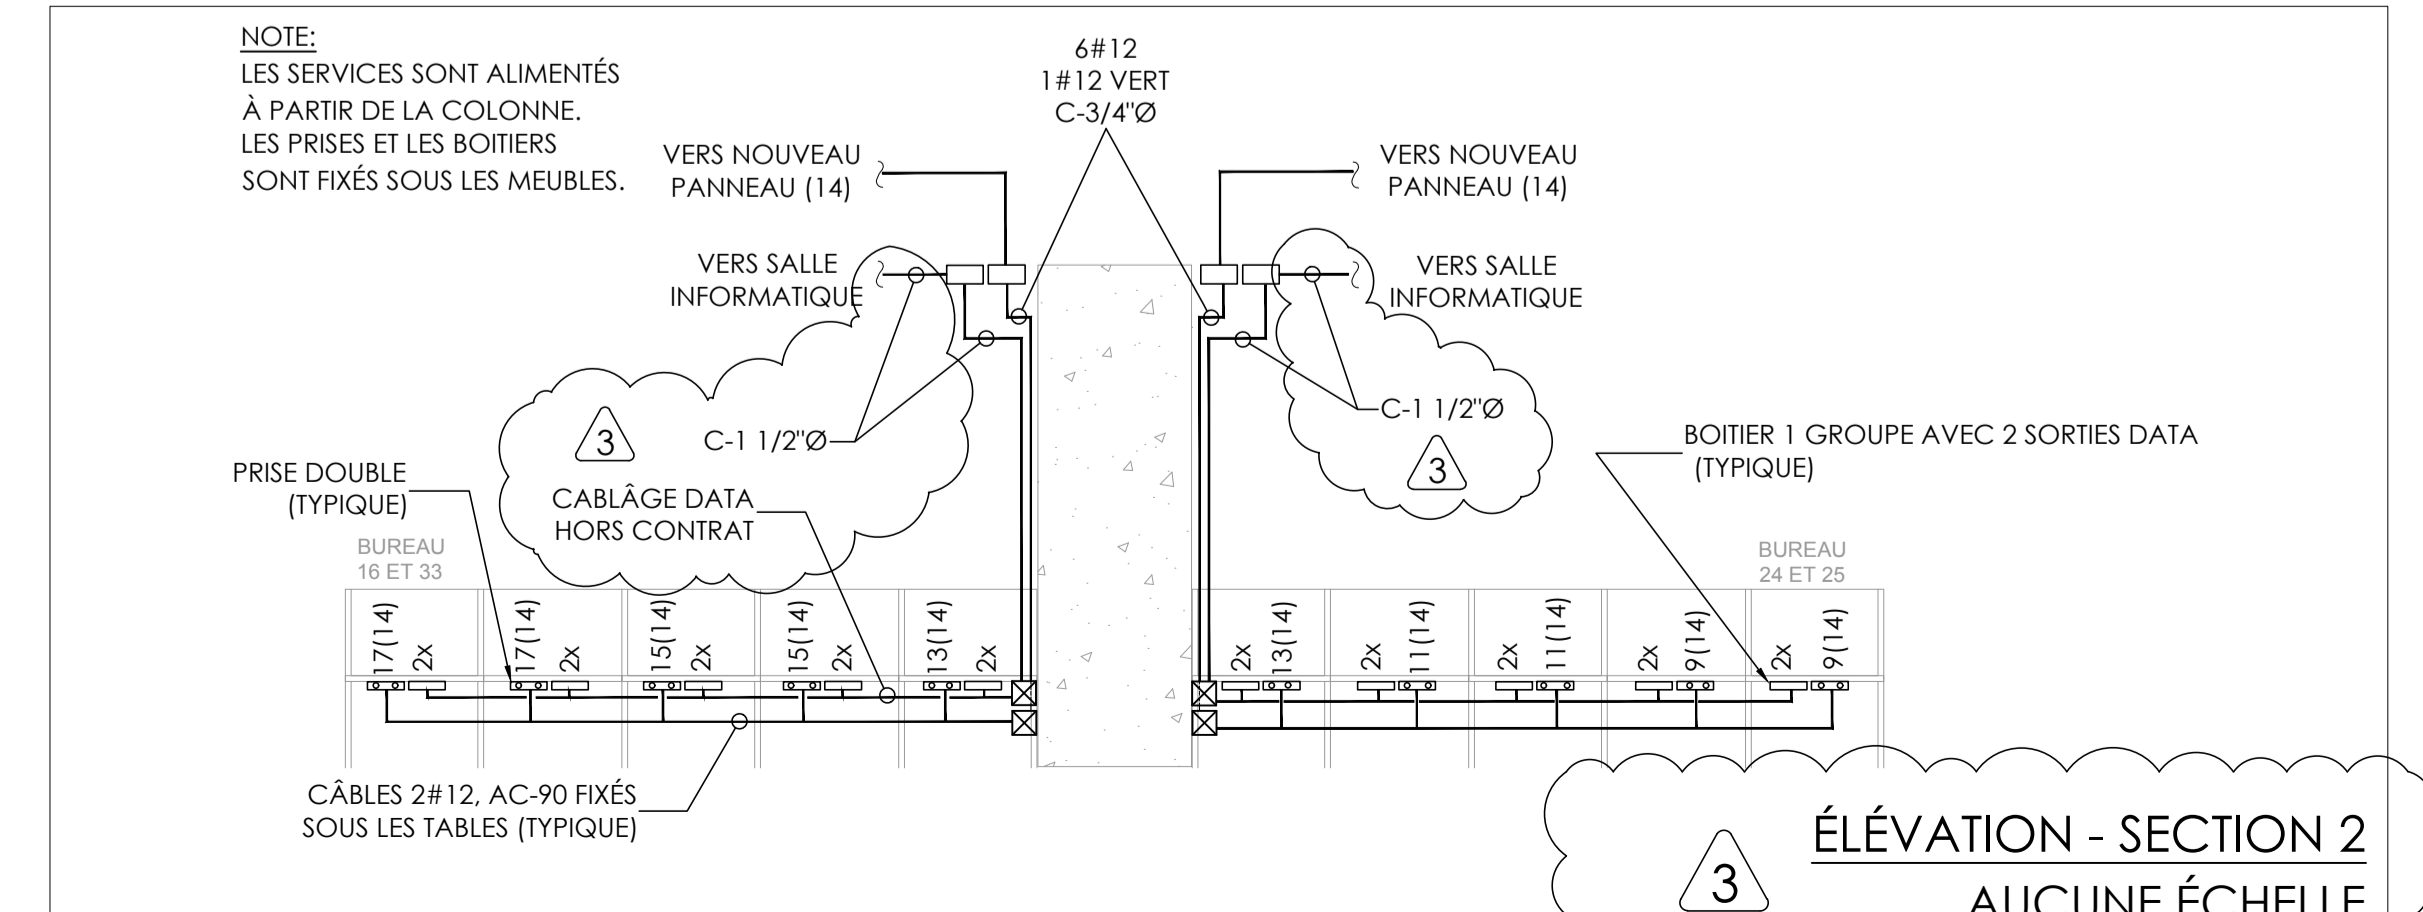 NOTE:
LES SERVICES SONT ALIMENTÉS
À PARTIR DE LA COLONNE.
LES PRISES ET LES BOITIERS
SONT FIXÉS SOUS LES MEUBLES.
6#12
1#12 VERT
C-3/4"Ø
VERS NOUVEAU
PANNEAU (14)
VERS NOUVEAU
PANNEAU (14)
VERS SALLE
INFORMATIQUE
VERS SALLE
INFORMATIQUE
3
C-1 1/2"Ø
C-1 1/2"Ø
3
CABLÂGE DATA
HORS CONTRAT
PRISE DOUBLE
(TYPIQUE)
BOITIER 1 GROUPE AVEC 2 SORTIES DATA
(TYPIQUE)
BUREAU
16 ET 33
BUREAU
24 ET 25
17(14)
2x
17(14)
2x
15(14)
2x
15(14)
2x
13(14)
2x
2x
13(14)
2x
11(14)
2x
11(14)
2x
9(14)
2x
9(14)
CÂBLES 2#12, AC-90 FIXÉS
SOUS LES TABLES (TYPIQUE)
3
ÉLÉVATION - SECTION 2
AUCUNE ÉCHELLE